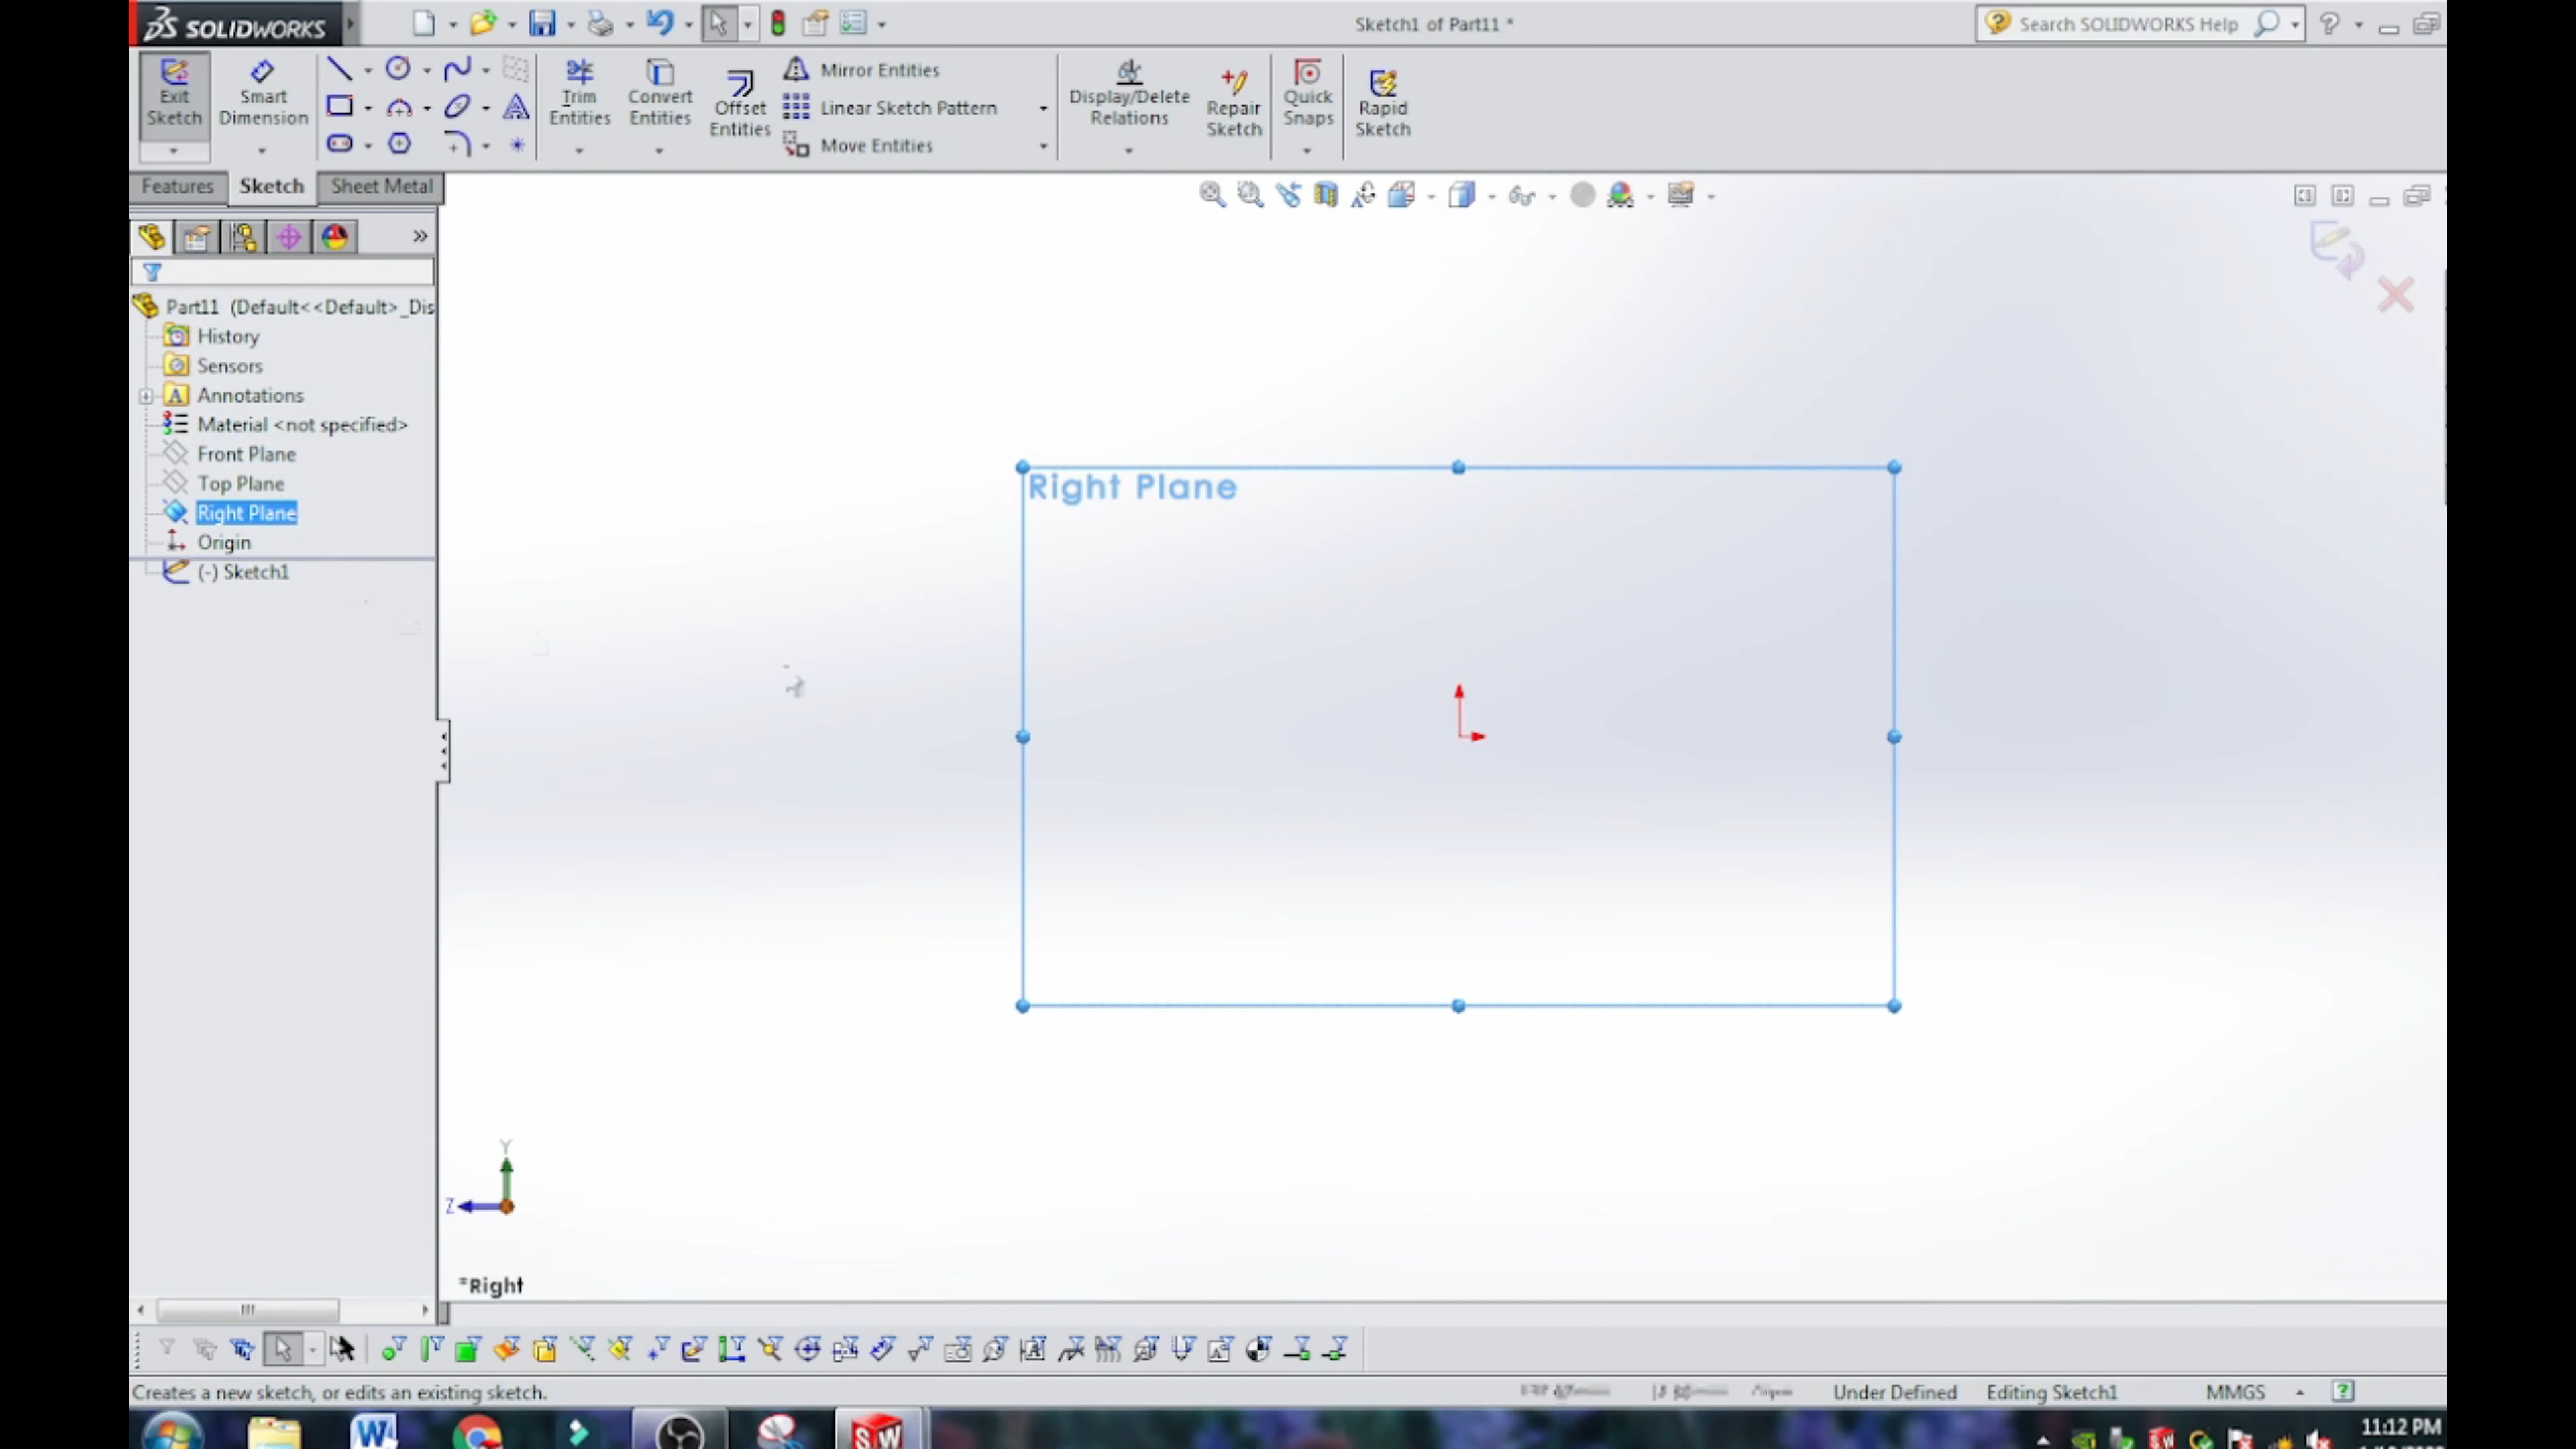 SOLIDWORKS
Sketch1 of Part11 *
Search SOLIDWORKS Help
Exit Sketch
Smart Dimension
Trim Entities
Convert Entities
Offset Entities
Mirror Entities
Linear Sketch Pattern
Move Entities
Display/Delete Relations
Repair Sketch
Quick Snaps
Rapid Sketch
Features
Sketch
Sheet Metal
Part11 (Default<<Default>_Dis
History
Sensors
Annotations
Material <not specified>
Front Plane
Top Plane
Right Plane
Origin
(-) Sketch1
Right Plane
Y
Z
*Right
Creates a new sketch, or edits an existing sketch.
Under Defined
Editing Sketch1
MMGS
11:12 PM